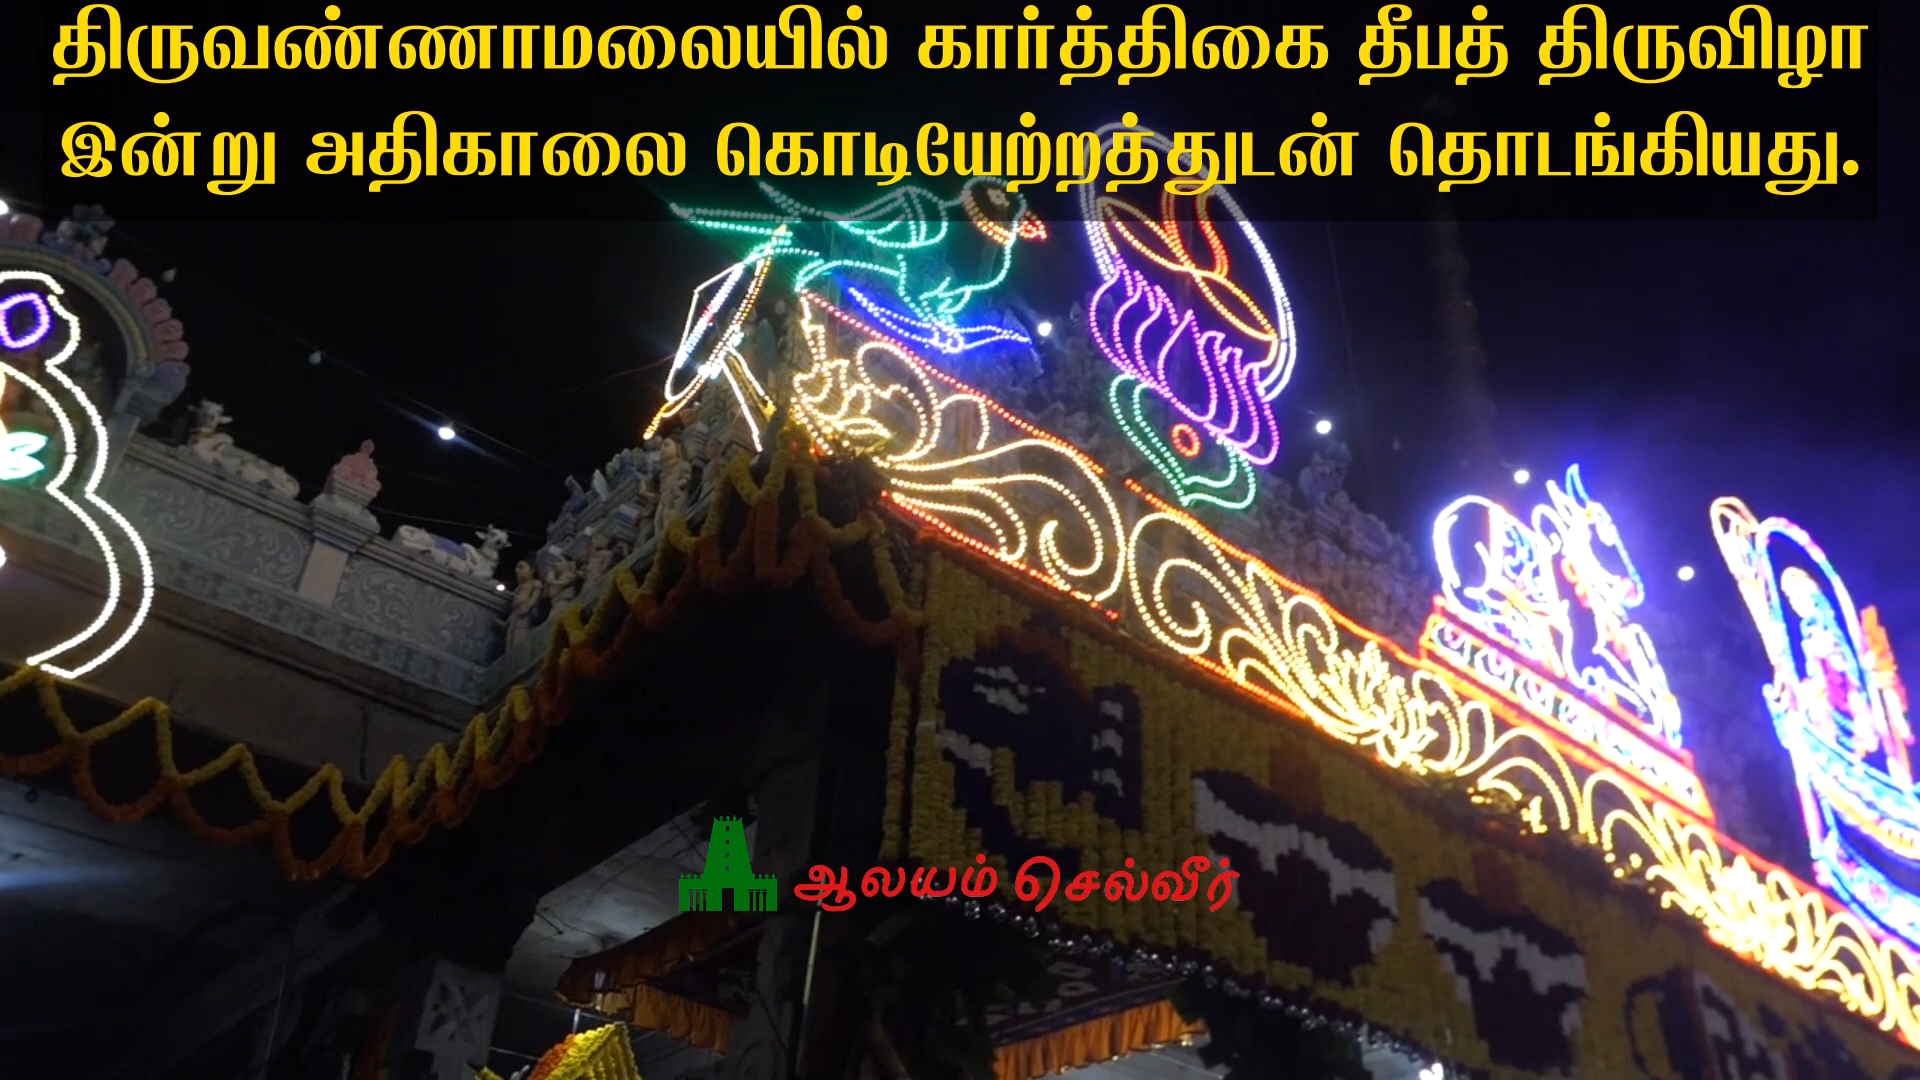 திருவண்ணாமலையில் கார்த்திகை தீபத் திருவிழா
இன்று அதிகாலை கொடியேற்றத்துடன் தொடங்கியது.
ஆலயம் செல்வீர்